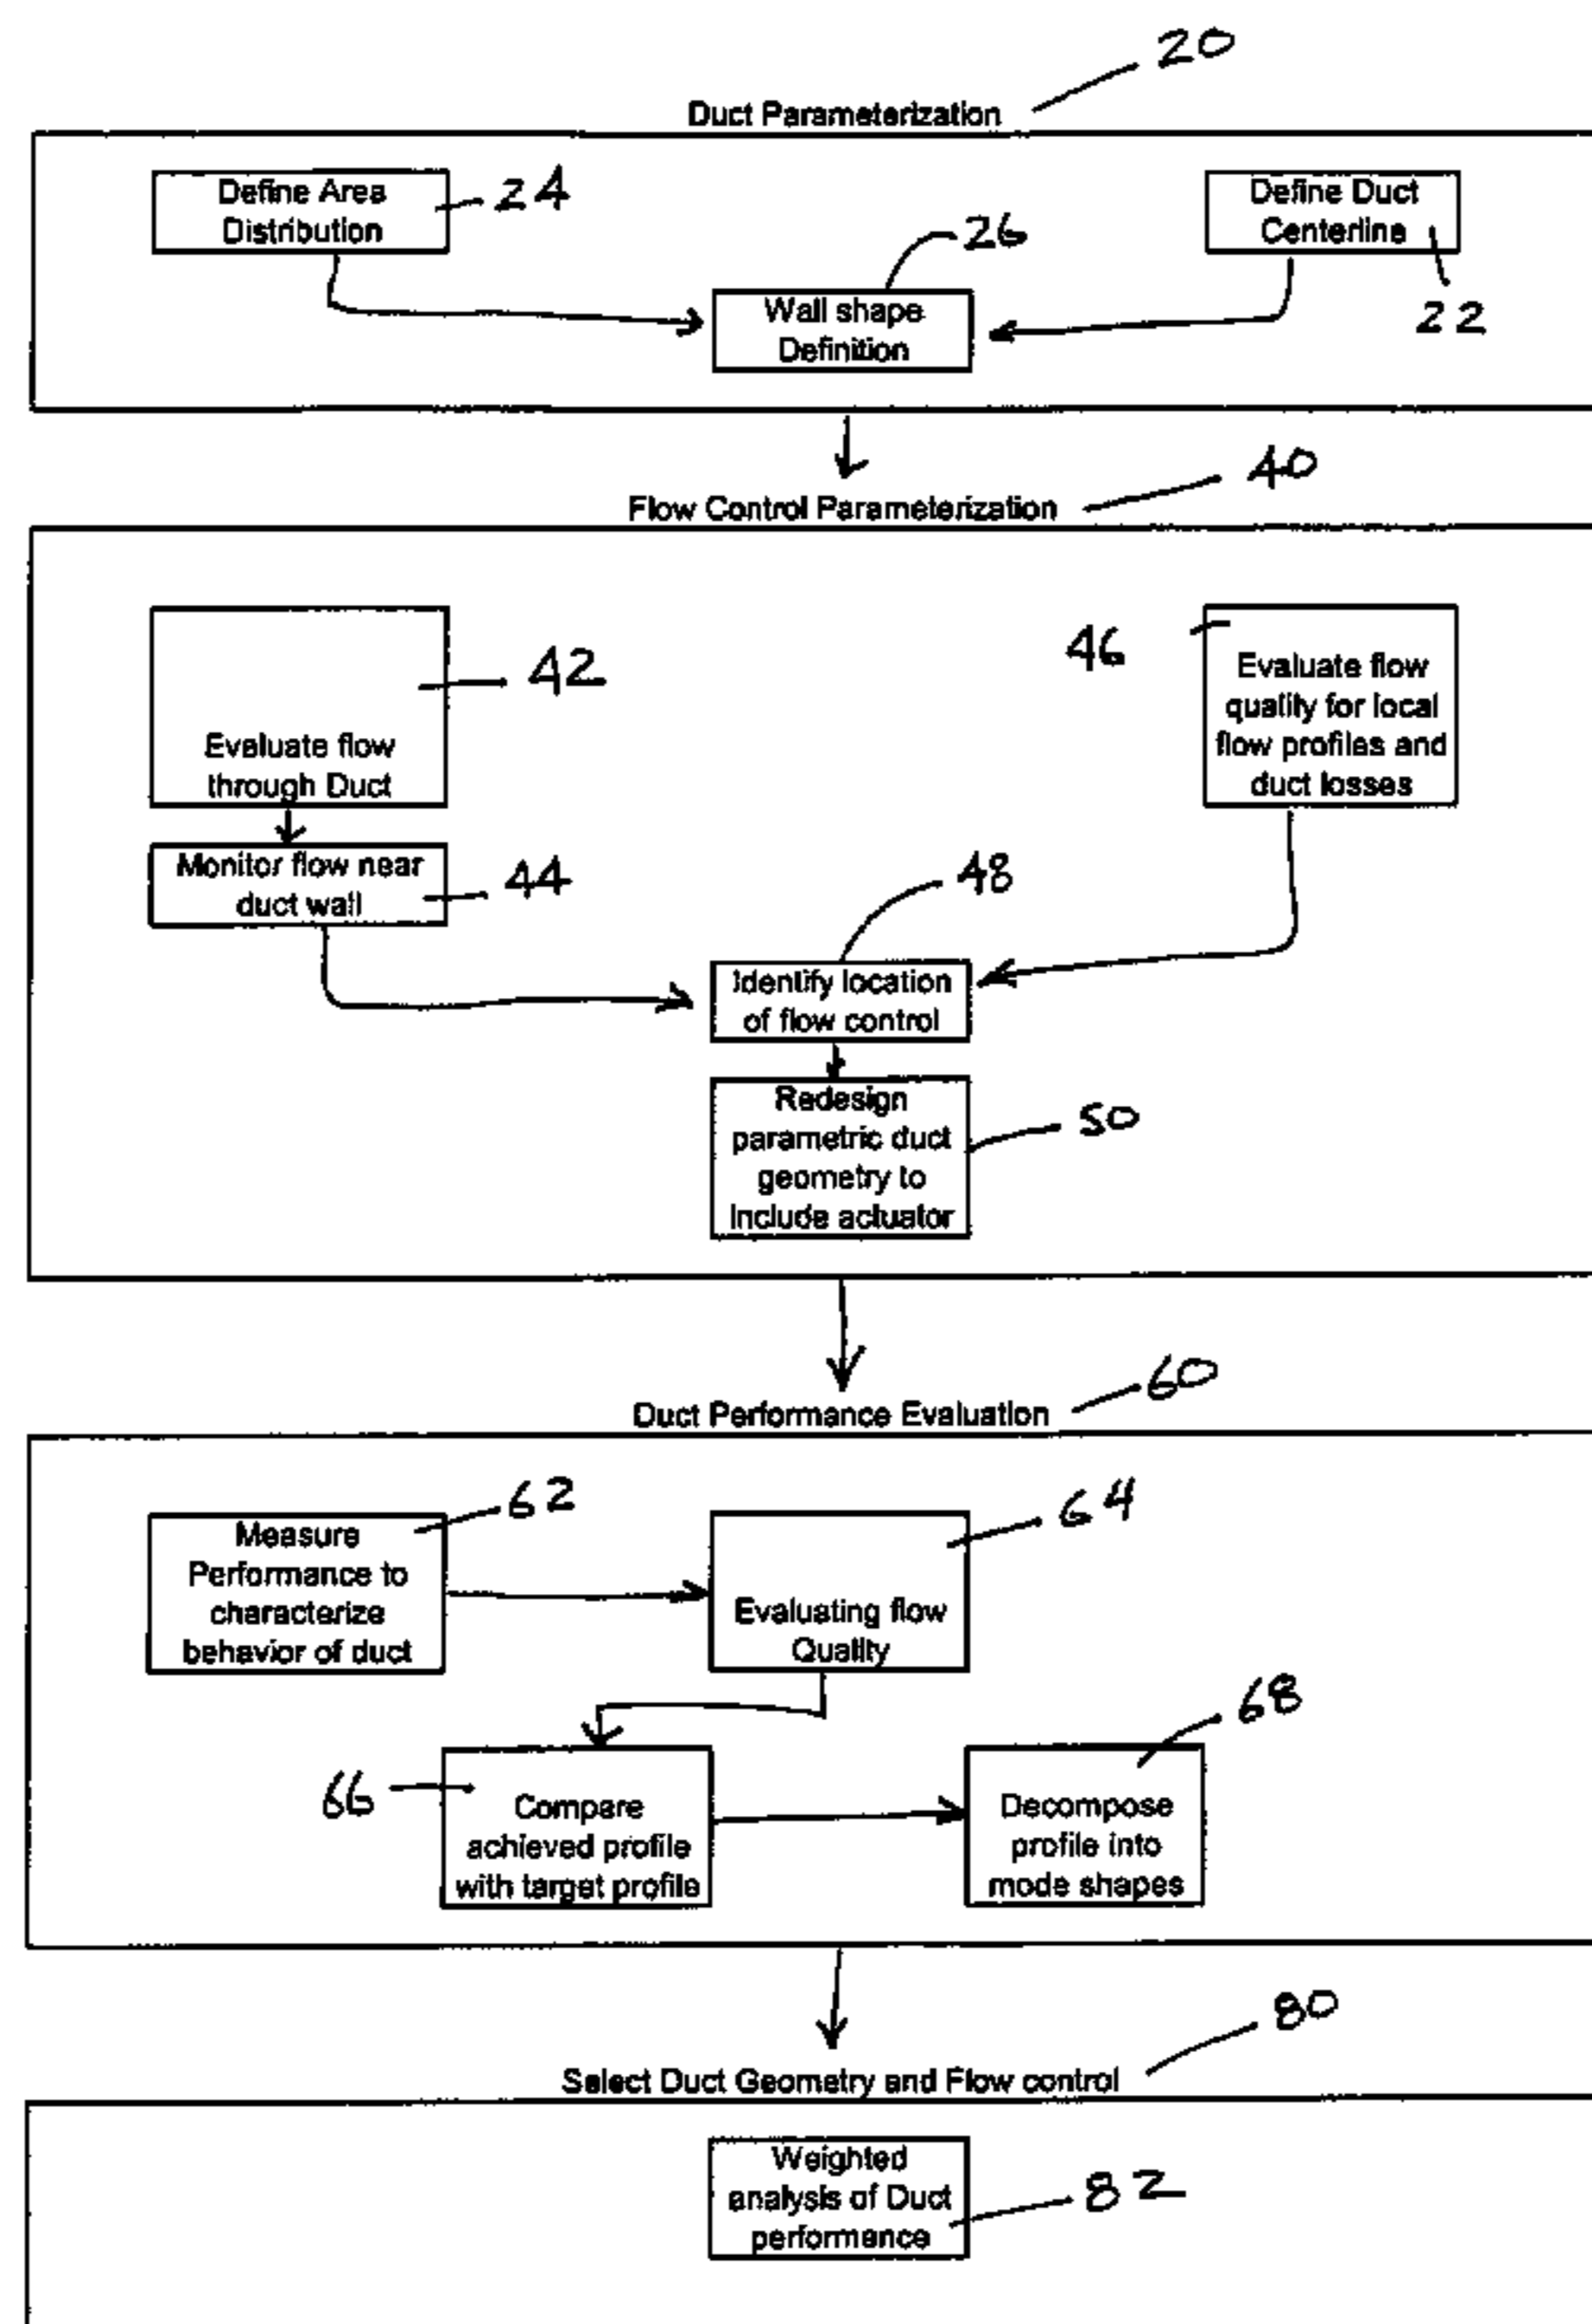 20
Duct Parameterization
Define Area
Distribution
24
26
Define Duct
Centerline
22
Wall shape
Definition
40
Flow Control Parameterization
42
Evaluate flow
through Duct
46
Evaluate flow
quality for local
flow profiles and
duct losses
Monitor flow near
duct wall
44
48
Identify location
of flow control
Redesign
parametric duct
geometry to
include actuator
50
60
Duct Performance Evaluation
Measure
Performance to
characterize
behavior of duct
62
64
Evaluating flow
Quality
66
Compare
achieved profile
with target profile
68
Decompose
profile into
mode shapes
80
Select Duct Geometry and Flow control
Weighted
analysis of Duct
performance
82